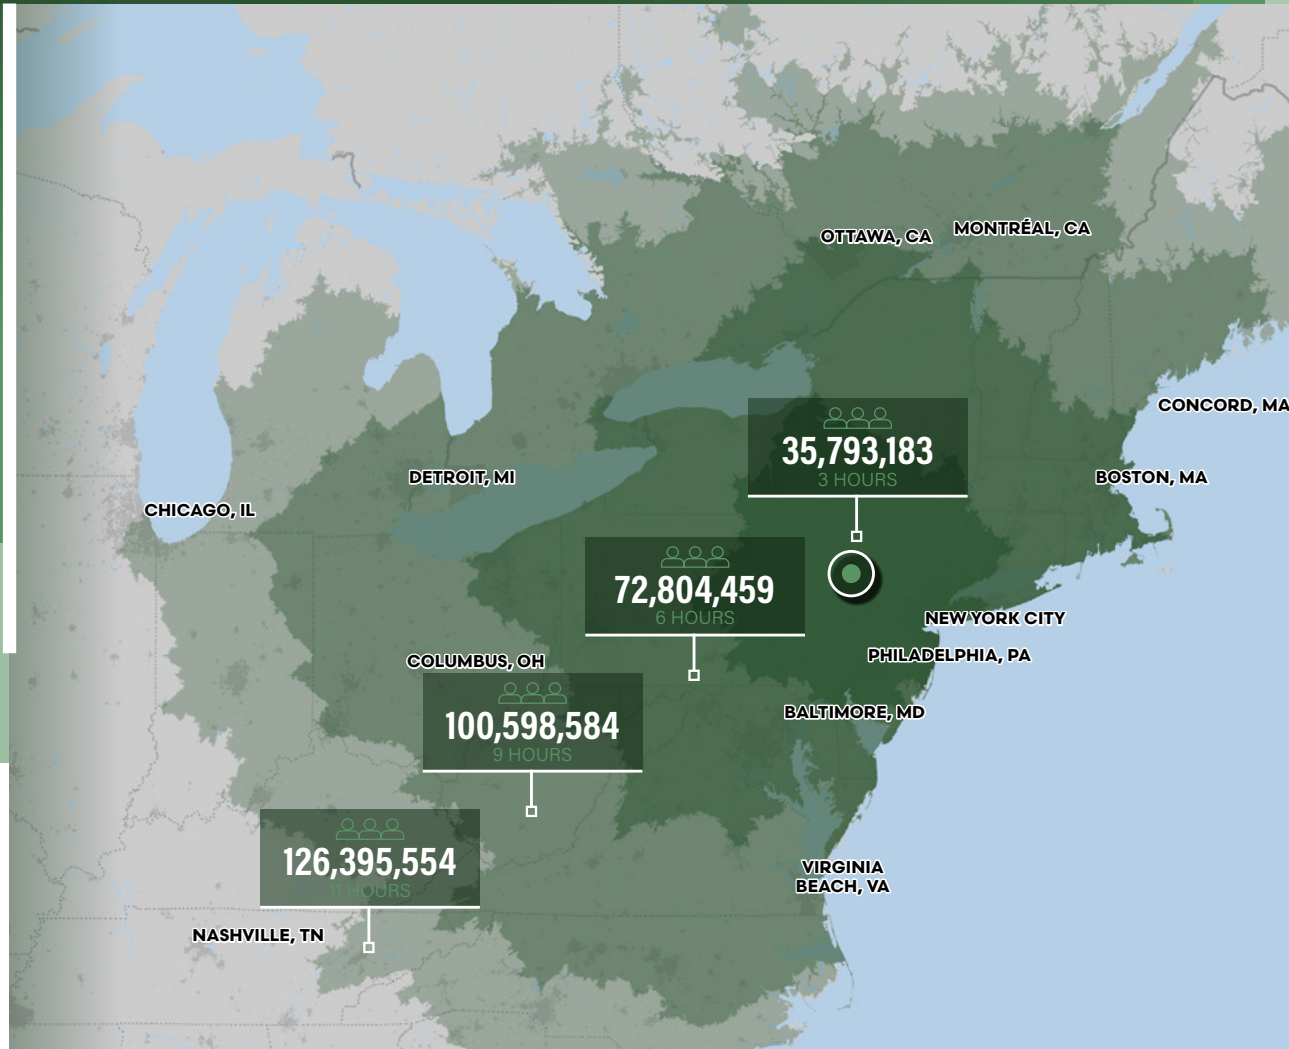 OTTAWA, CA
MONTRÉAL, CA
CONCORD, MA
35,793,183
3 HOURS
DETROIT, MI
BOSTON, MA
CHICAGO, IL
72,804,459
6 HOURS
NEW YORK CITY
PHILADELPHIA, PA
COLUMBUS, OH
100,598,584
9 HOURS
BALTIMORE, MD
126,395,554
11 HOURS
VIRGINIA
BEACH, VA
NASHVILLE, TN